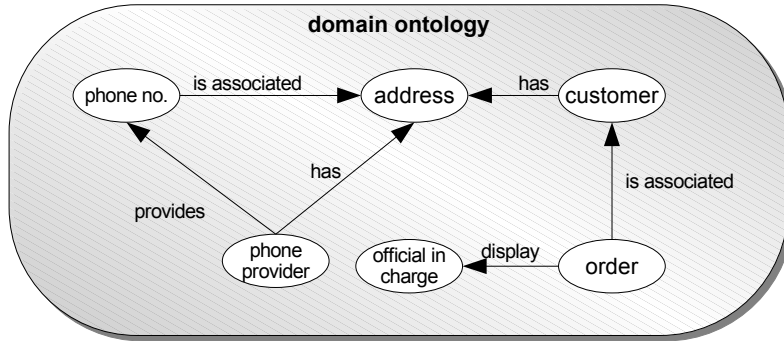 domain ontology
phone no.
is associated
address
has
customer
has
is associated
provides
phone
provider
official in
charge
display
order